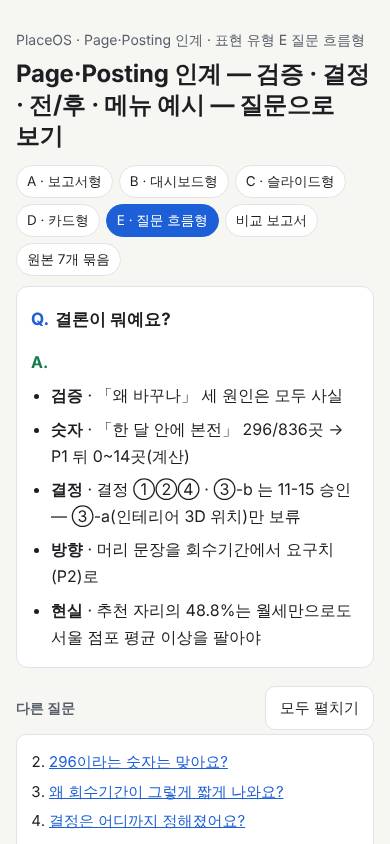 PlaceOS · Page·Posting 인계 · 표현 유형 E 질문 흐름형
Page·Posting 인계 — 검증 · 결정
· 전/후 · 메뉴 예시 — 질문으로
보기
A · 보고서형
B · 대시보드형
C · 슬라이드형
D · 카드형
E · 질문 흐름형
비교 보고서
원본 7개 묶음
Q. 결론이 뭐예요?
A.
• 검증 · 「왜 바꾸나」 세 원인은 모두 사실
• 숫자 · 「한 달 안에 본전」 296/836곳 →
P1 뒤 0~14곳(계산)
• 결정 · 결정 ①②④ · ③-b 는 11-15 승인
— ③-a(인테리어 3D 위치)만 보류
• 방향 · 머리 문장을 회수기간에서 요구치
(P2)로
• 현실 · 추천 자리의 48.8%는 월세만으로도
서울 점포 평균 이상을 팔아야
다른 질문
모두 펼치기
2. 296이라는 숫자는 맞아요?
3. 왜 회수기간이 그렇게 짧게 나와요?
4. 결정은 어디까지 정해졌어요?